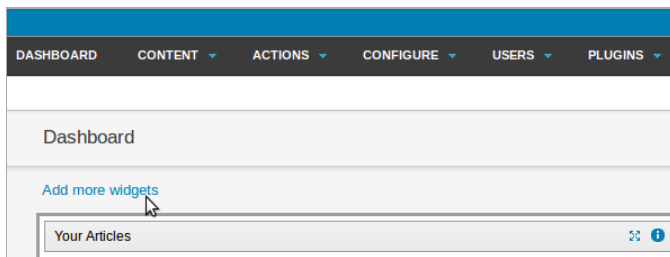 DASHBOARD CONTENT ACTIONS CONFIGURE USERS PLUGINS
Dashboard
Add more widgets
Your Articles